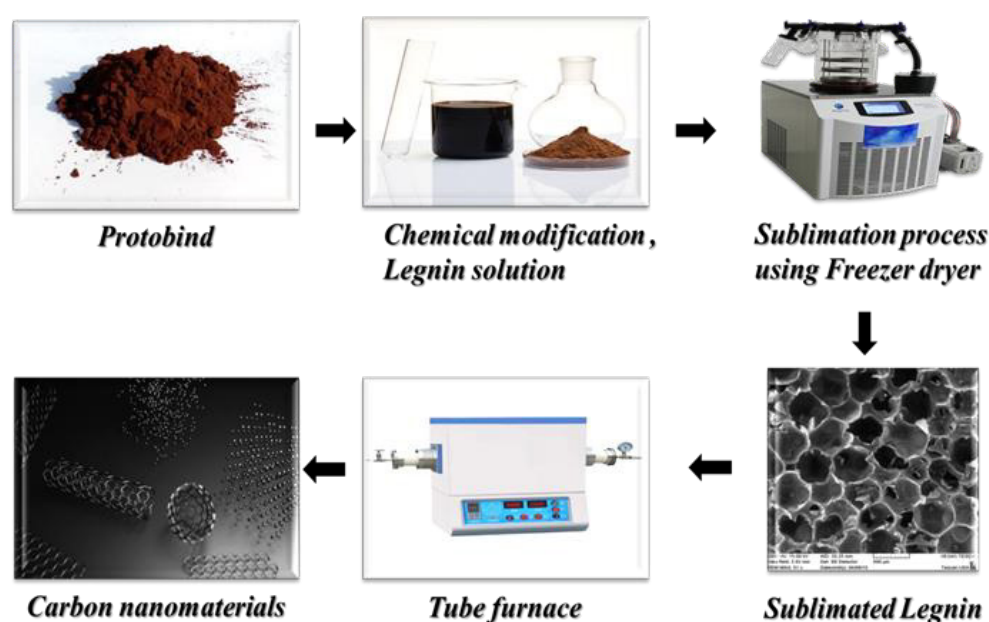 Protobind
Chemical modification ,
Legnin solution
Sublimation process
using Freezer dryer
Carbon nanomaterials
Tube furnace
Sublimated Legnin